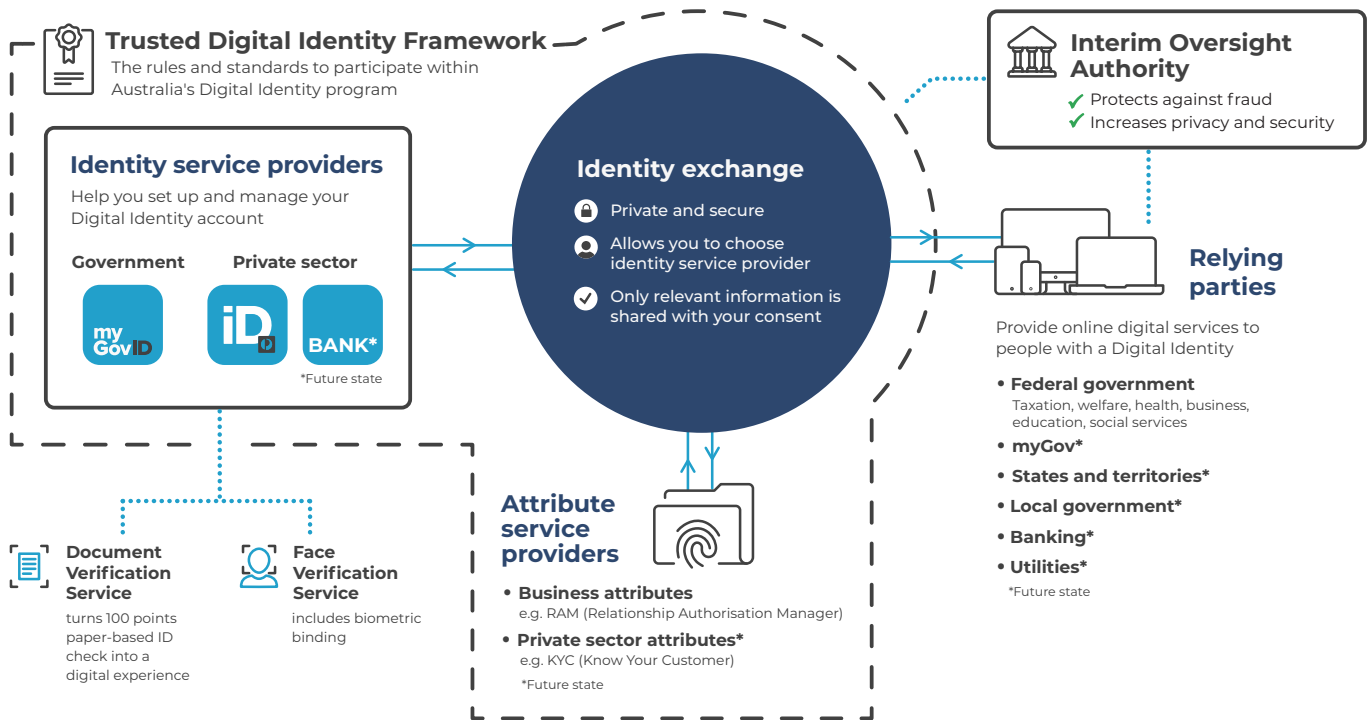 Trusted Digital Identity Framework
The rules and standards to participate within
Australia's Digital Identity program
Identity service providers
Help you set up and manage your
Digital Identity account
Government
Private sector
my
GovID
iD
BANK*
*Future state
Document
Verification
Service
turns 100 points
paper-based ID
check into a
digital experience
Face
Verification
Service
includes biometric
binding
Identity exchange
Private and secure
Allows you to choose
identity service provider
Only relevant information is
shared with your consent
Attribute
service
providers
• Business attributes
e.g. RAM (Relationship Authorisation Manager)
• Private sector attributes*
e.g. KYC (Know Your Customer)
*Future state
Interim Oversight
Authority
✓ Protects against fraud
✓ Increases privacy and security
Relying
parties
Provide online digital services to
people with a Digital Identity
• Federal government
Taxation, welfare, health, business,
education, social services
• myGov*
• States and territories*
• Local government*
• Banking*
• Utilities*
*Future state